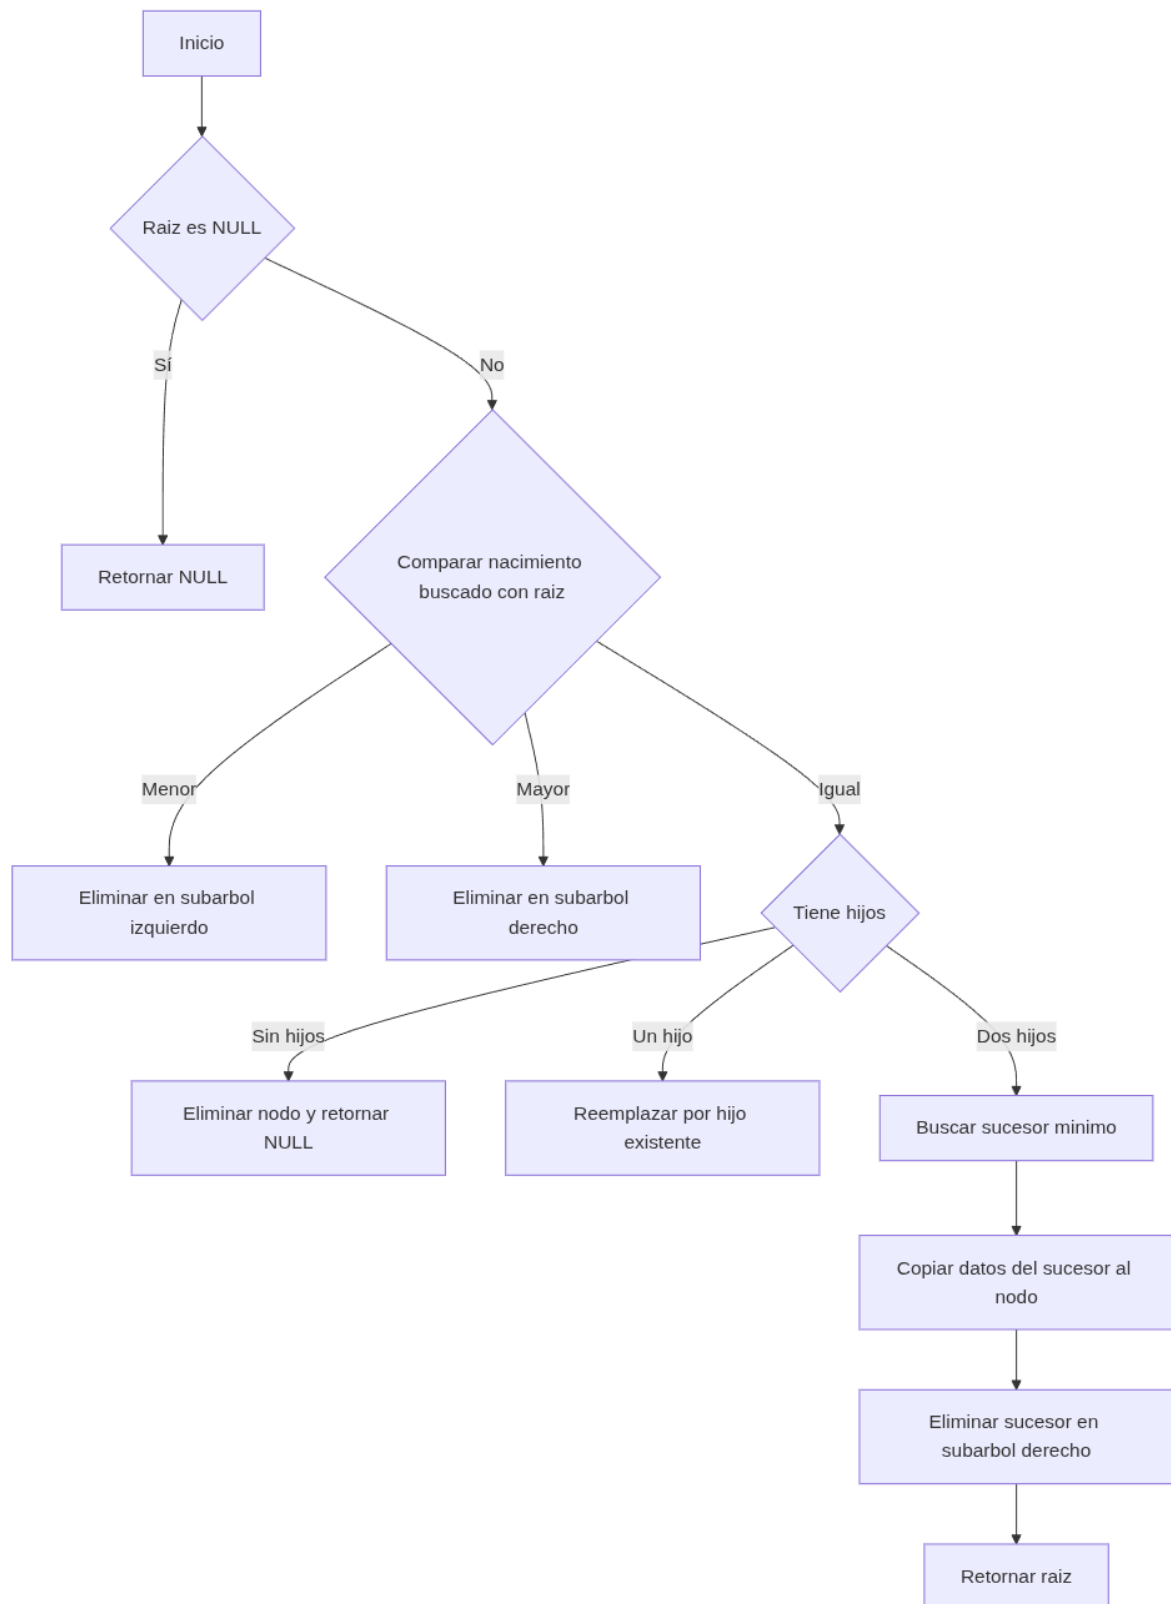 Inicio
Raiz es NULL
Sí
No
Retornar NULL
Comparar nacimiento
buscado con raiz
Menor
Mayor
Igual
Eliminar en subarbol
izquierdo
Eliminar en subarbol
derecho
Tiene hijos
Sin hijos
Un hijo
Dos hijos
Eliminar nodo y retornar
NULL
Reemplazar por hijo
existente
Buscar sucesor minimo
Copiar datos del sucesor al
nodo
Eliminar sucesor en
subarbol derecho
Retornar raiz